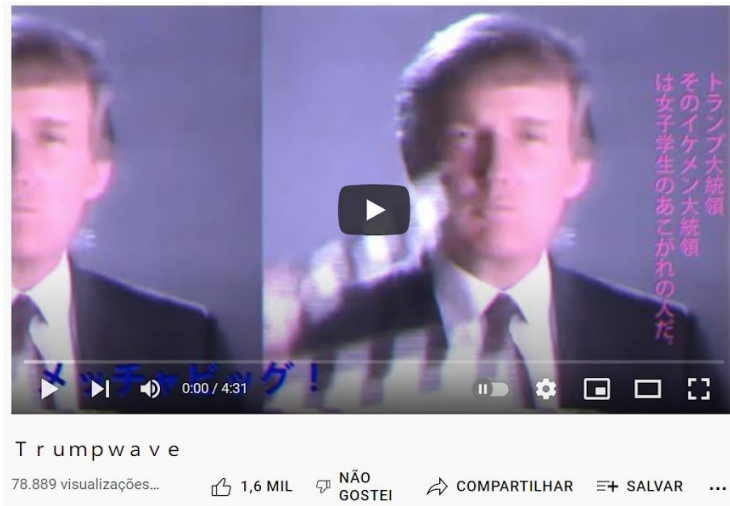 トランプ大統領
そのイケメン大統領
は女子学生のあこがれの人だ。
メッチャビッグ！
0:00 / 4:31
Ｔｒｕｍｐｗａｖｅ
78.889 visualizações...
1,6 MIL
NÃO
GOSTEI
COMPARTILHAR
SALVAR